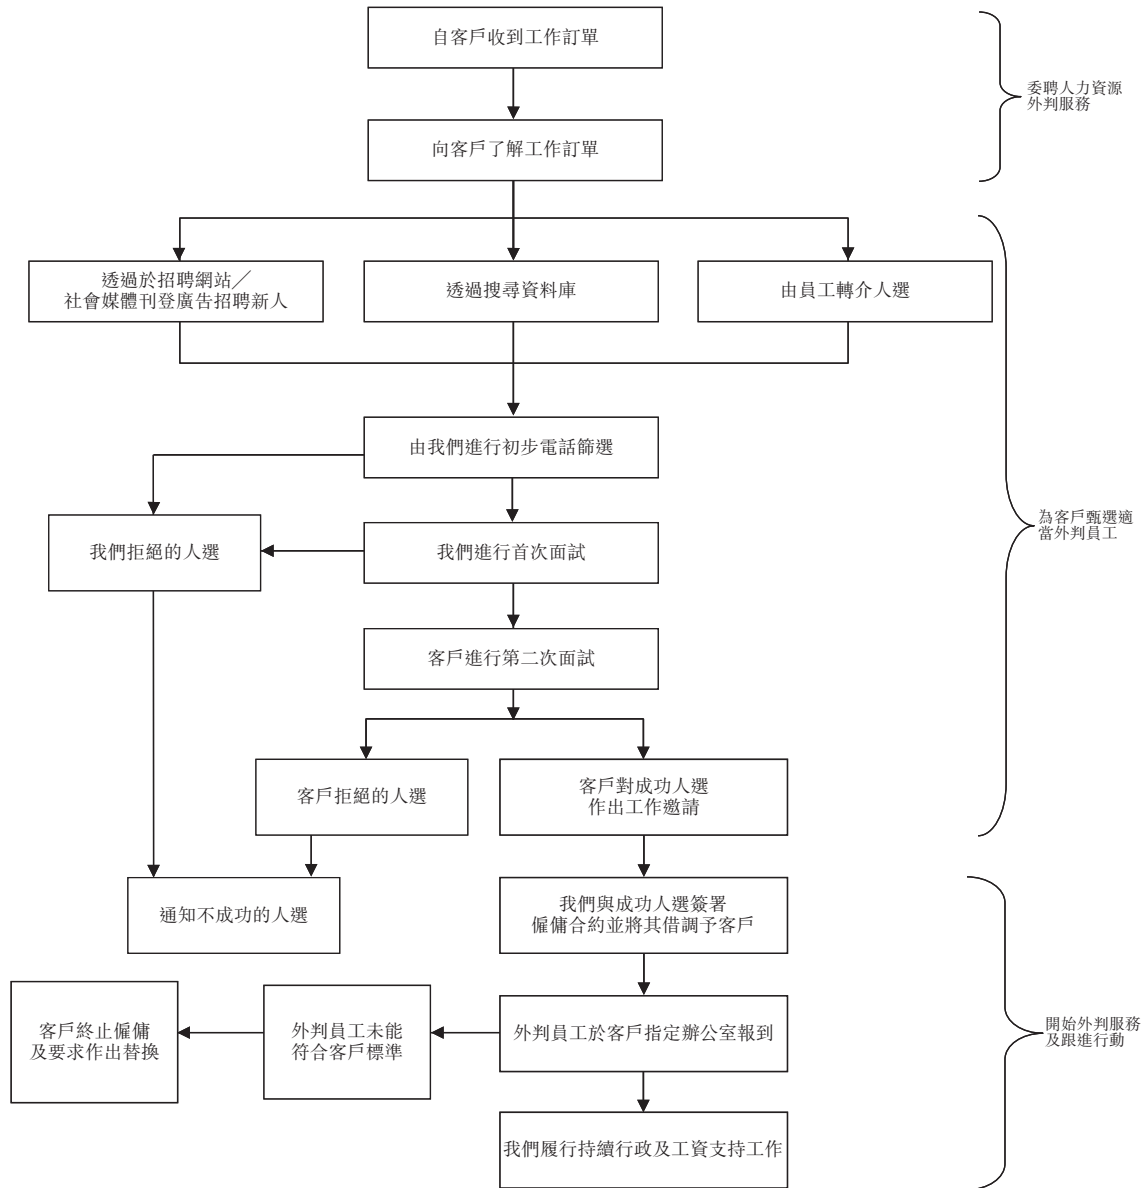 自客戶收到工作訂單
委聘人力資源
外判服務
向客戶了解工作訂單
透過於招聘網站／
社會媒體刊登廣告招聘新人
透過搜尋資料庫
由員工轉介人選
由我們進行初步電話篩選
我們拒絕的人選
我們進行首次面試
為客戶甄選適
當外判員工
客戶進行第二次面試
客戶拒絕的人選
客戶對成功人選
作出工作邀請
通知不成功的人選
我們與成功人選簽署
僱傭合約並將其借調予客戶
客戶終止僱傭
及要求作出替換
外判員工未能
符合客戶標準
外判員工於客戶指定辦公室報到
開始外判服務
及跟進行動
我們履行持續行政及工資支持工作